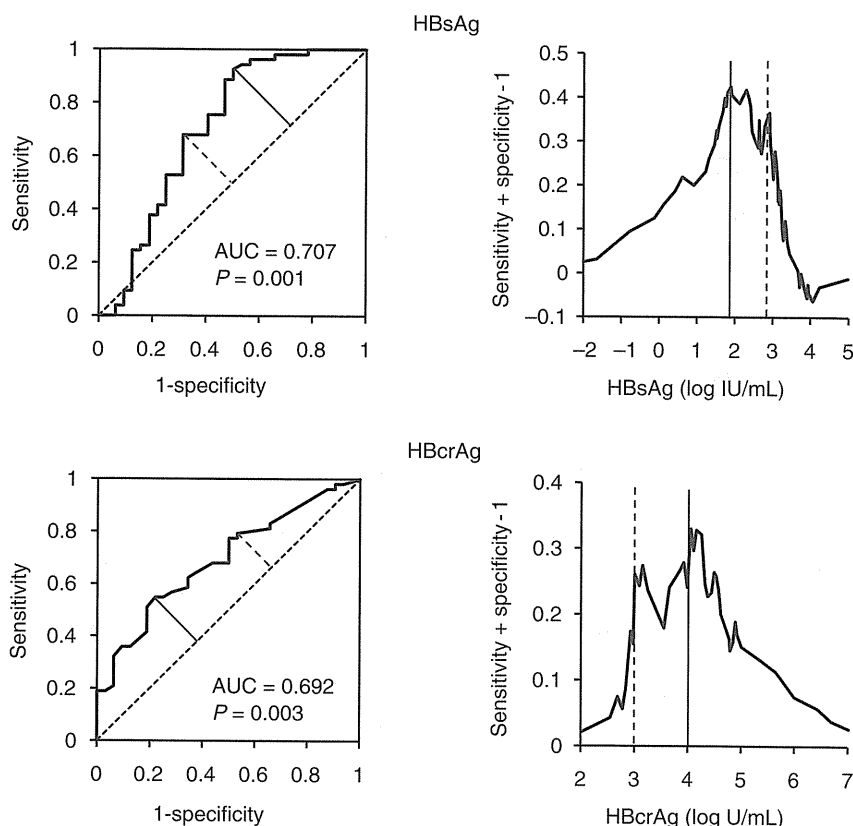 HBsAg
1
0.8
0.6
0.4
0.2
0
0 0.2 0.4 0.6 0.8 1
Sensitivity
1-specificity
AUC = 0.707
P = 0.001
0.5
0.4
0.3
0.2
0.1
0
–0.1
–2 –1 0 1 2 3 4 5
Sensitivity + specificity - 1
HBsAg (log IU/mL)
HBcrAg
1
0.8
0.6
0.4
0.2
0
0 0.2 0.4 0.6 0.8 1
Sensitivity
1-specificity
AUC = 0.692
P = 0.003
0.4
0.3
0.2
0.1
0
2 3 4 5 6 7
Sensitivity + specificity - 1
HBcrAg (log U/mL)